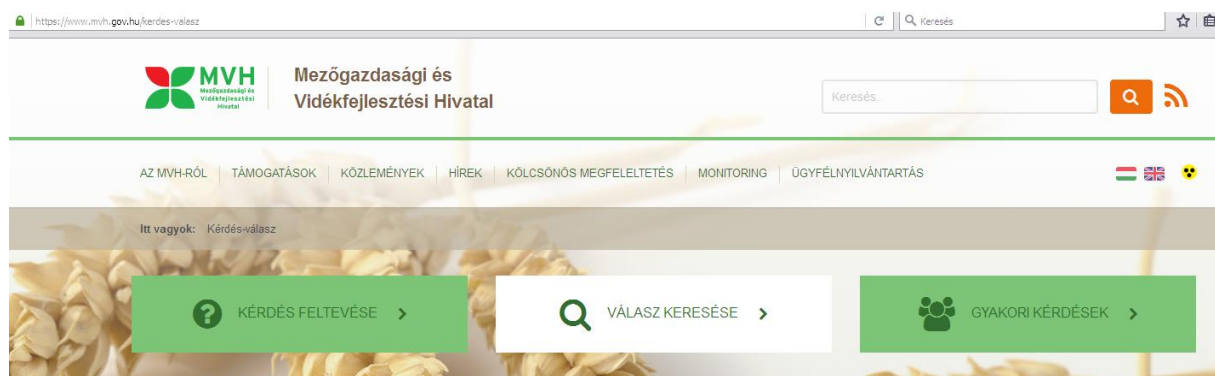 https://www.mvh.gov.hu/kerdes-valasz
Keresés
MVH
Mezőgazdasági és
Vidékfejlesztési
Hivatal
Mezőgazdasági és
Vidékfejlesztési Hivatal
Keresés..
AZ MVH-RÓL TÁMOGATÁSOK KÖZLEMÉNYEK HÍREK KÖLCSÖNÖS MEGFELELTETÉS MONITORING ÜGYFÉLNYILVÁNTARTÁS
Itt vagyok: Kérdés-válasz
KÉRDÉS FELTEVÉSE
VÁLASZ KERESÉSE
GYAKORI KÉRDÉSEK